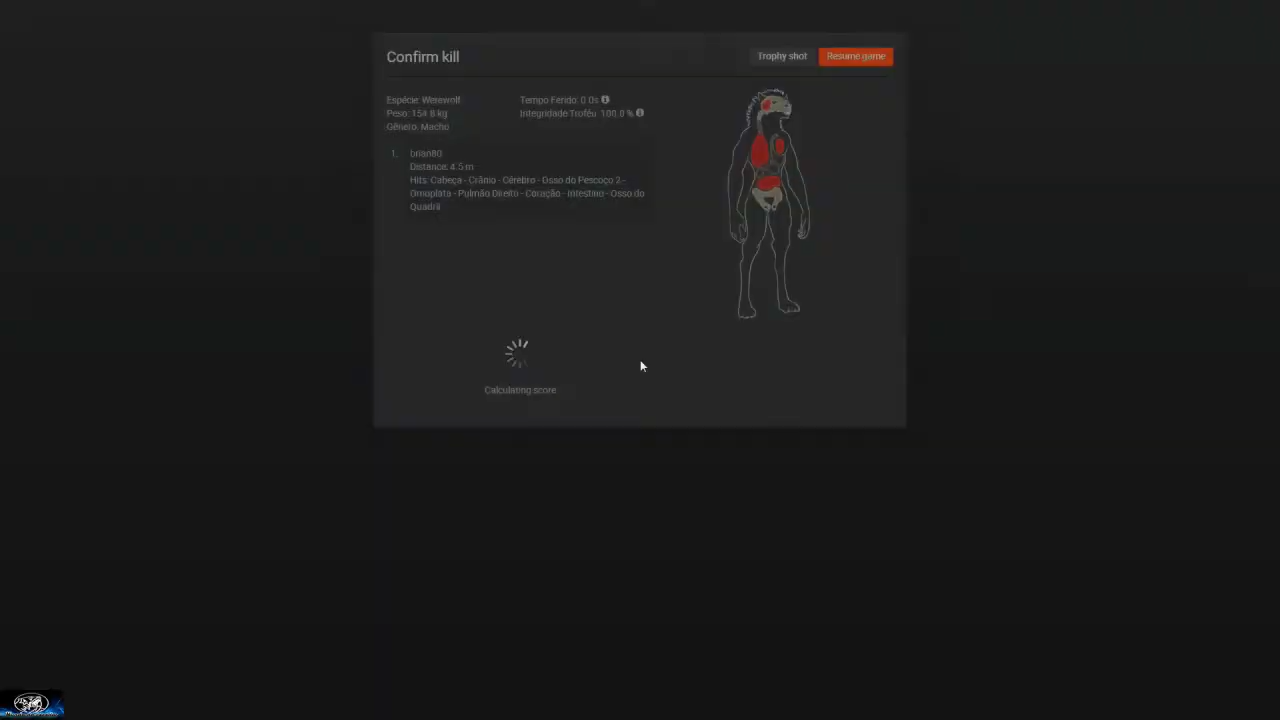 Confirm kill
Trophy shot
Resume game
Espécie: Werewolf
Peso: 154.8 kg
Gênero: Macho
Tempo Ferido: 0.0s
Integridade Troféu: 100.0 %
1. brian80
Distance: 4.5 m
Hits: Cabeça - Crânio - Cérebro - Osso do Pescoço 2 -
Omoplata - Pulmão Direito - Coração - Intestino - Osso do
Quadril
Calculating score